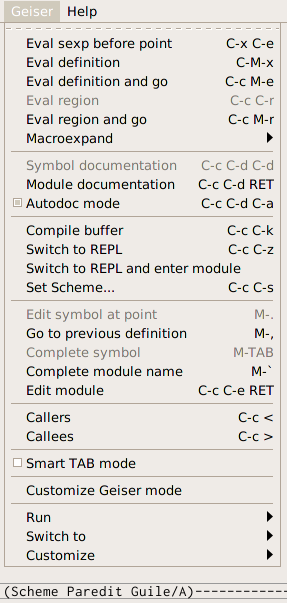 Geiser Help
Eval sexp before point C-x C-e
Eval definition C-M-x
Eval definition and go C-c M-e
Eval region C-c C-r
Eval region and go C-c M-r
Macroexpand
Symbol documentation C-c C-d C-d
Module documentation C-c C-d RET
Autodoc mode C-c C-d C-a
Compile buffer C-c C-k
Switch to REPL C-c C-z
Switch to REPL and enter module
Set Scheme... C-c C-s
Edit symbol at point M-.
Go to previous definition M-,
Complete symbol M-TAB
Complete module name M-`
Edit module C-c C-e RET
Callers C-c <
Callees C-c >
Smart TAB mode
Customize Geiser mode
Run
Switch to
Customize
(Scheme Paredit Guile/A)------------